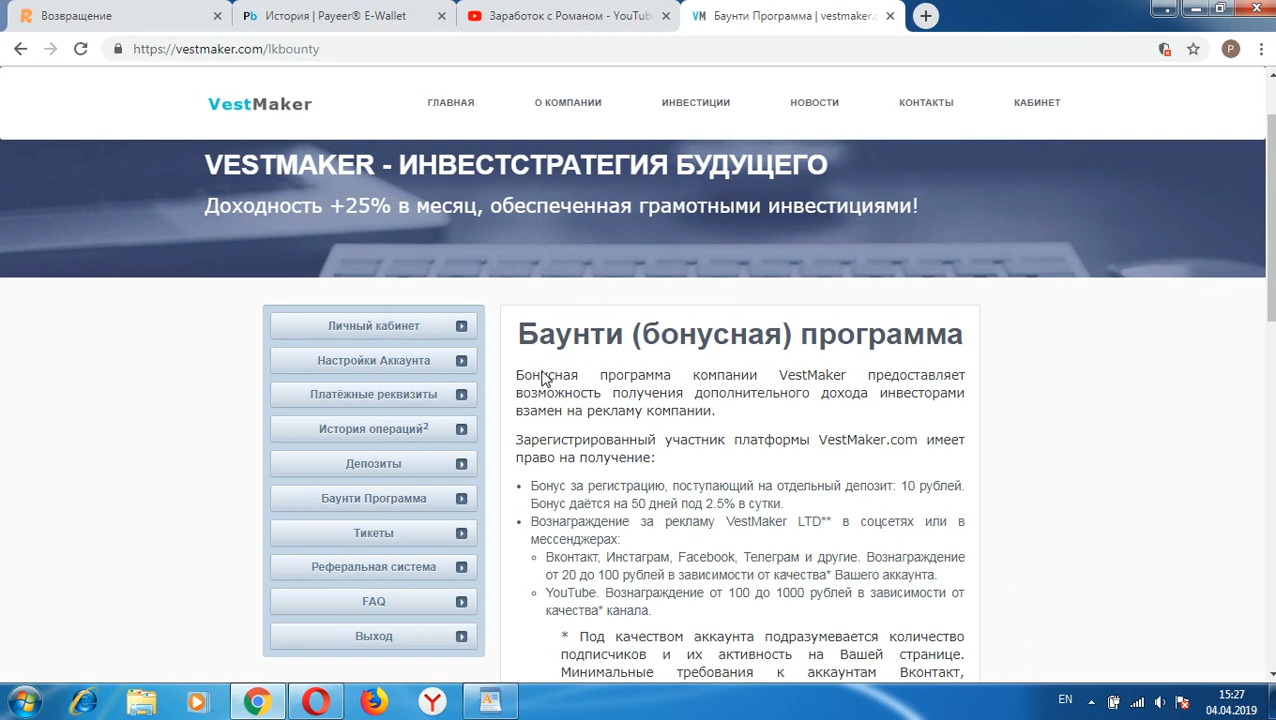 Возвращение
История | Payeer® E-Wallet
Заработок с Романом - YouTube
Баунти Программа | vestmaker.
https://vestmaker.com/lkbounty
P
VestMaker
ГЛАВНАЯ
О КОМПАНИИ
ИНВЕСТИЦИИ
НОВОСТИ
КОНТАКТЫ
КАБИНЕТ
VESTMAKER - ИНВЕСТСТРАТЕГИЯ БУДУЩЕГО
Доходность +25% в месяц, обеспеченная грамотными инвестициями!
Личный кабинет
Настройки Аккаунта
Платёжные реквизиты
История операций²
Депозиты
Баунти Программа
Тикеты
Реферальная система
FAQ
Выход
Баунти (бонусная) программа
Бонусная программа компании VestMaker предоставляет
возможность получения дополнительного дохода инвесторами
взамен на рекламу компании.
Зарегистрированный участник платформы VestMaker.com имеет
право на получение:
• Бонус за регистрацию, поступающий на отдельный депозит: 10 рублей.
Бонус даётся на 50 дней под 2.5% в сутки.
• Вознаграждение за рекламу VestMaker LTD** в соцсетях или в
мессенджерах:
Вконтакт, Инстаграм, Facebook, Телеграм и другие. Вознаграждение
от 20 до 100 рублей в зависимости от качества* Вашего аккаунта.
YouTube. Вознаграждение от 100 до 1000 рублей в зависимости от
качества* канала.
* Под качеством аккаунта подразумевается количество
подписчиков и их активность на Вашей странице.
Минимальные требования к аккаунтам Вконтакт,
EN
15:27
04.04.2019